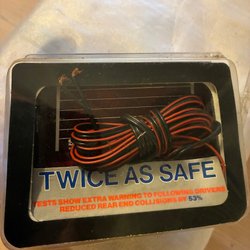 TWICE AS SAFE
TESTS SHOW EXTRA WARNING TO FOLLOWING DRIVERS
REDUCED REAR END COLLISIONS BY 53%